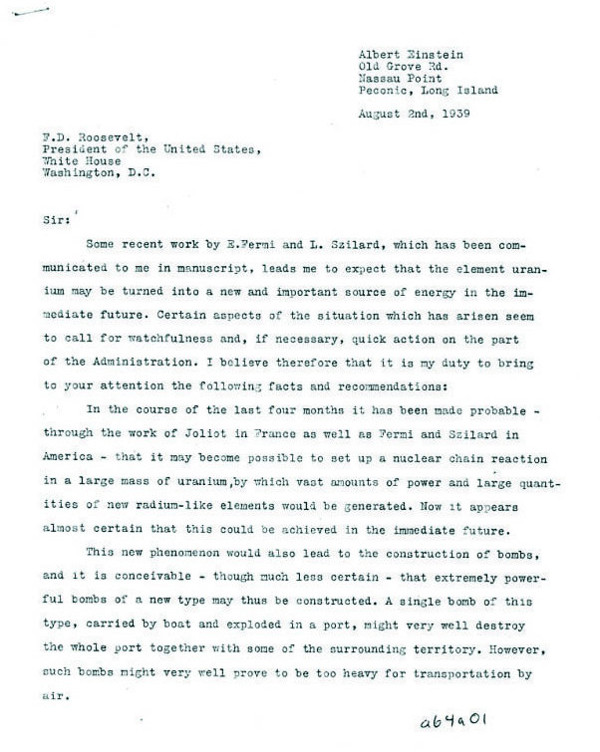 Albert Einstein
Old Grove Rd.
Nassau Point
Peconic, Long Island
August 2nd, 1939
F.D. Roosevelt,
President of the United States,
White House
Washington, D.C.
Sir:
Some recent work by E.Fermi and L. Szilard, which has been com-
municated to me in manuscript, leads me to expect that the element uran-
ium may be turned into a new and important source of energy in the im-
mediate future. Certain aspects of the situation which has arisen seem
to call for watchfulness and, if necessary, quick action on the part
of the Administration. I believe therefore that it is my duty to bring
to your attention the following facts and recommendations:
In the course of the last four months it has been made probable -
through the work of Joliot in France as well as Fermi and Szilard in
America - that it may become possible to set up a nuclear chain reaction
in a large mass of uranium,by which vast amounts of power and large quant-
ities of new radium-like elements would be generated. Now it appears
almost certain that this could be achieved in the immediate future.
This new phenomenon would also lead to the construction of bombs,
and it is conceivable - though much less certain - that extremely power-
ful bombs of a new type may thus be constructed. A single bomb of this
type, carried by boat and exploded in a port, might very well destroy
the whole port together with some of the surrounding territory. However,
such bombs might very well prove to be too heavy for transportation by
air.
a64a01